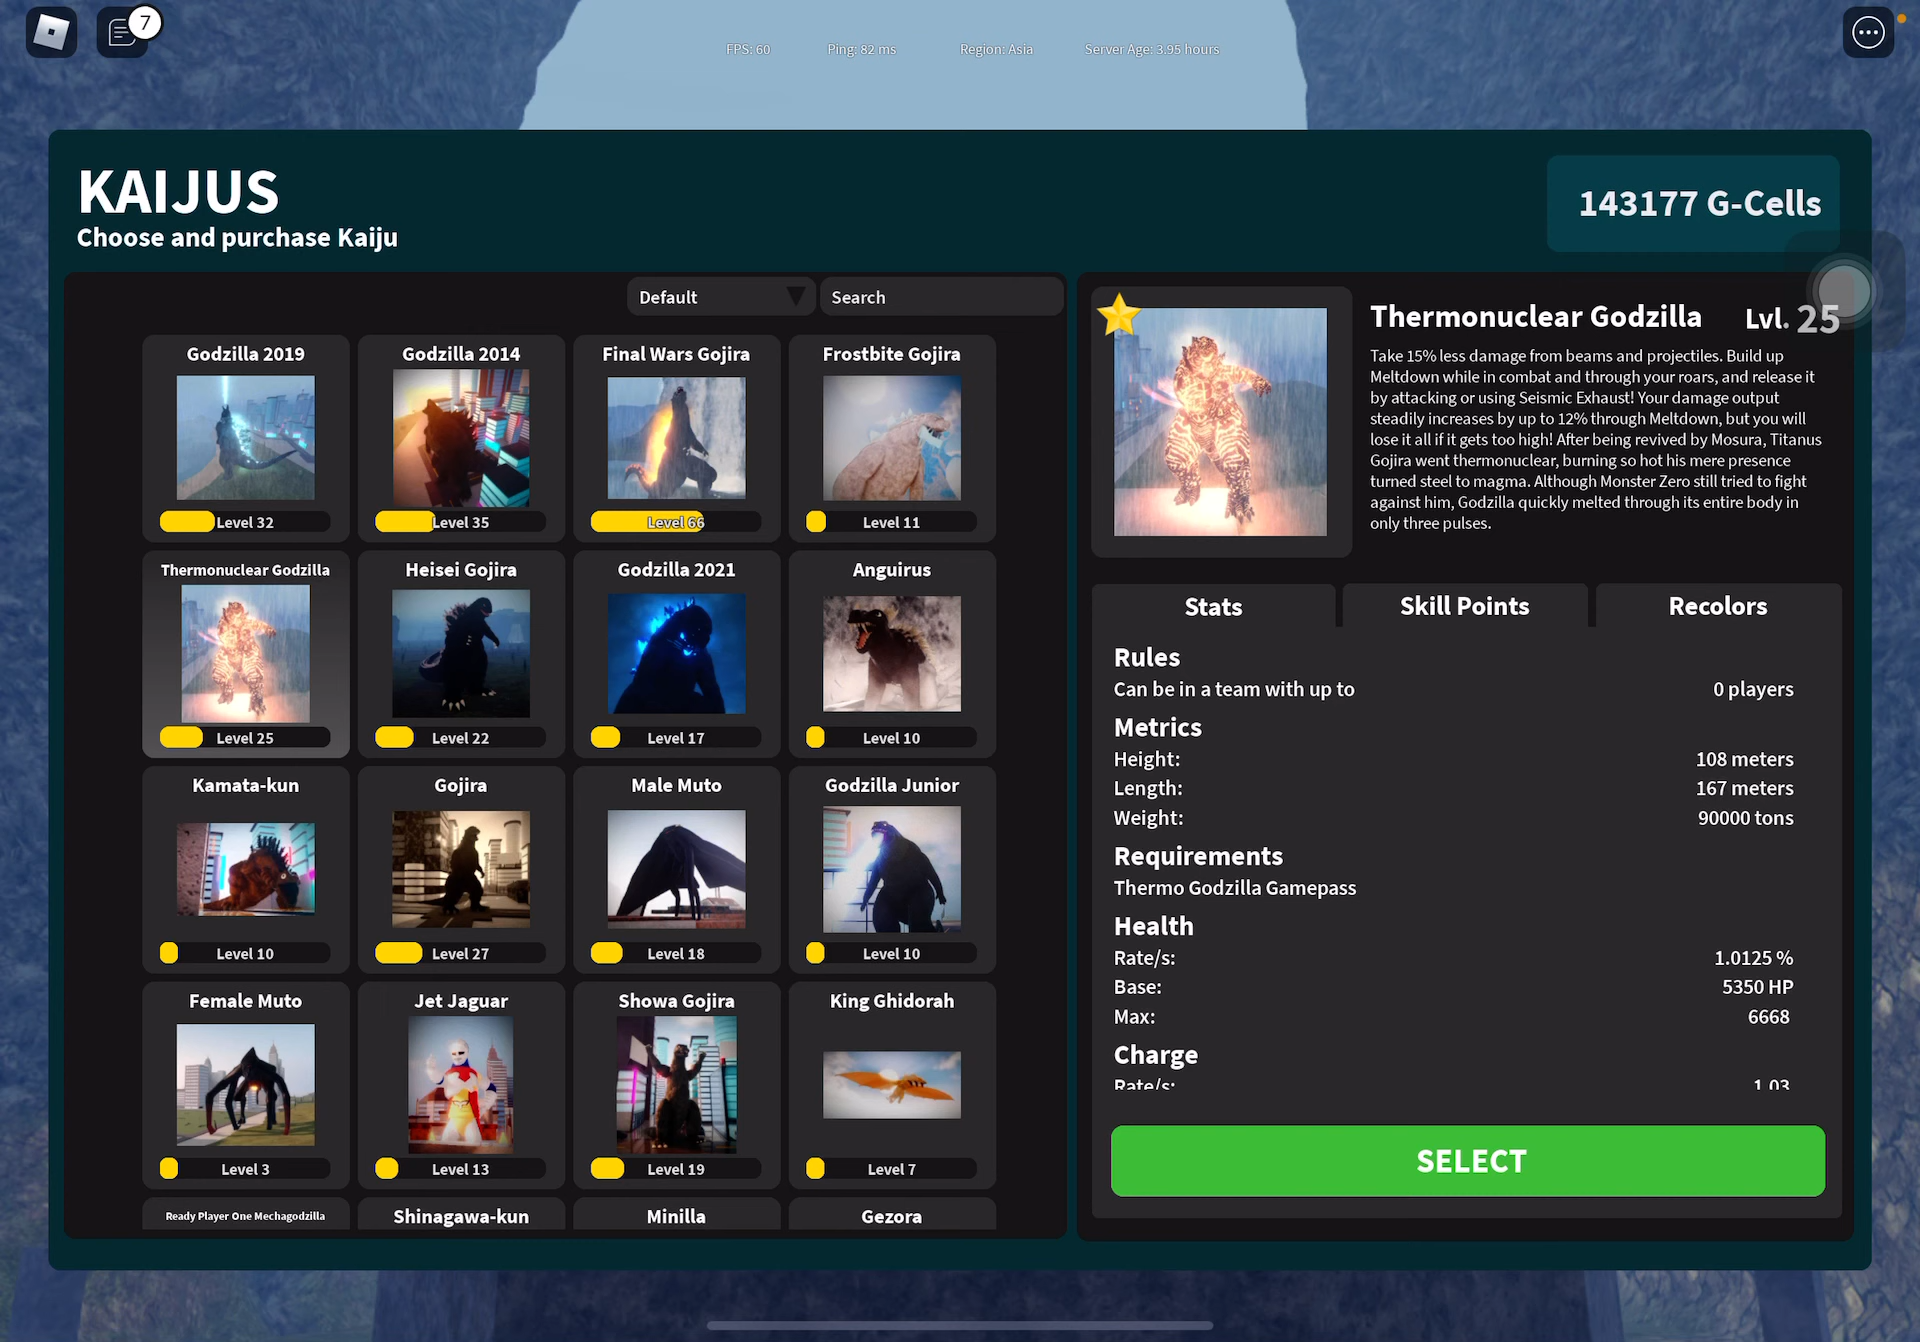 7
FPS: 60
Ping: 82 ms
Region: Asia
Server Age: 3.95 hours
KAIJUS
Choose and purchase Kaiju
143177 G-Cells
Default
Search
Godzilla 2019
Godzilla 2014
Final Wars Gojira
Frostbite Gojira
Level 32
Level 35
Level 66
Level 11
Thermonuclear Godzilla
Heisei Gojira
Godzilla 2021
Anguirus
Level 25
Level 22
Level 17
Level 10
Kamata-kun
Gojira
Male Muto
Godzilla Junior
Level 10
Level 27
Level 18
Level 10
Female Muto
Jet Jaguar
Showa Gojira
King Ghidorah
Level 3
Level 13
Level 19
Level 7
Ready Player One Mechagodzilla
Shinagawa-kun
Minilla
Gezora
Thermonuclear Godzilla
Lvl. 25
Take 15% less damage from beams and projectiles. Build up
Meltdown while in combat and through your roars, and release it
by attacking or using Seismic Exhaust! Your damage output
steadily increases by up to 12% through Meltdown, but you will
lose it all if it gets too high! After being revived by Mosura, Titanus
Gojira went thermonuclear, burning so hot his mere presence
turned steel to magma. Although Monster Zero still tried to fight
against him, Godzilla quickly melted through its entire body in
only three pulses.
Stats
Skill Points
Recolors
Rules
Can be in a team with up to 0 players
Metrics
Height: 108 meters
Length: 167 meters
Weight: 90000 tons
Requirements
Thermo Godzilla Gamepass
Health
Rate/s: 1.0125 %
Base: 5350 HP
Max: 6668
Charge
Rate/s: 1.03
SELECT